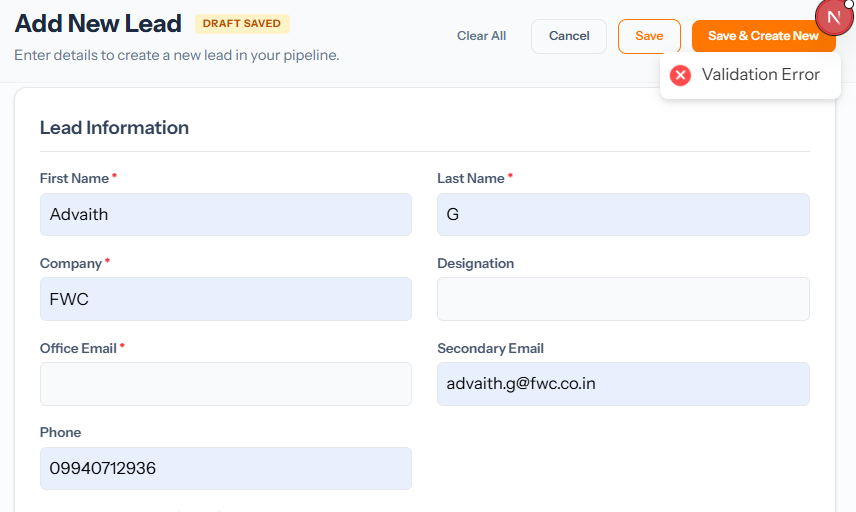 Add New Lead DRAFT SAVED
Clear All Cancel Save Save & Create New
N
Enter details to create a new lead in your pipeline.
Validation Error
Lead Information
First Name * Last Name *
Advaith G
Company * Designation
FWC
Office Email * Secondary Email
advaith.g@fwc.co.in
Phone
09940712936